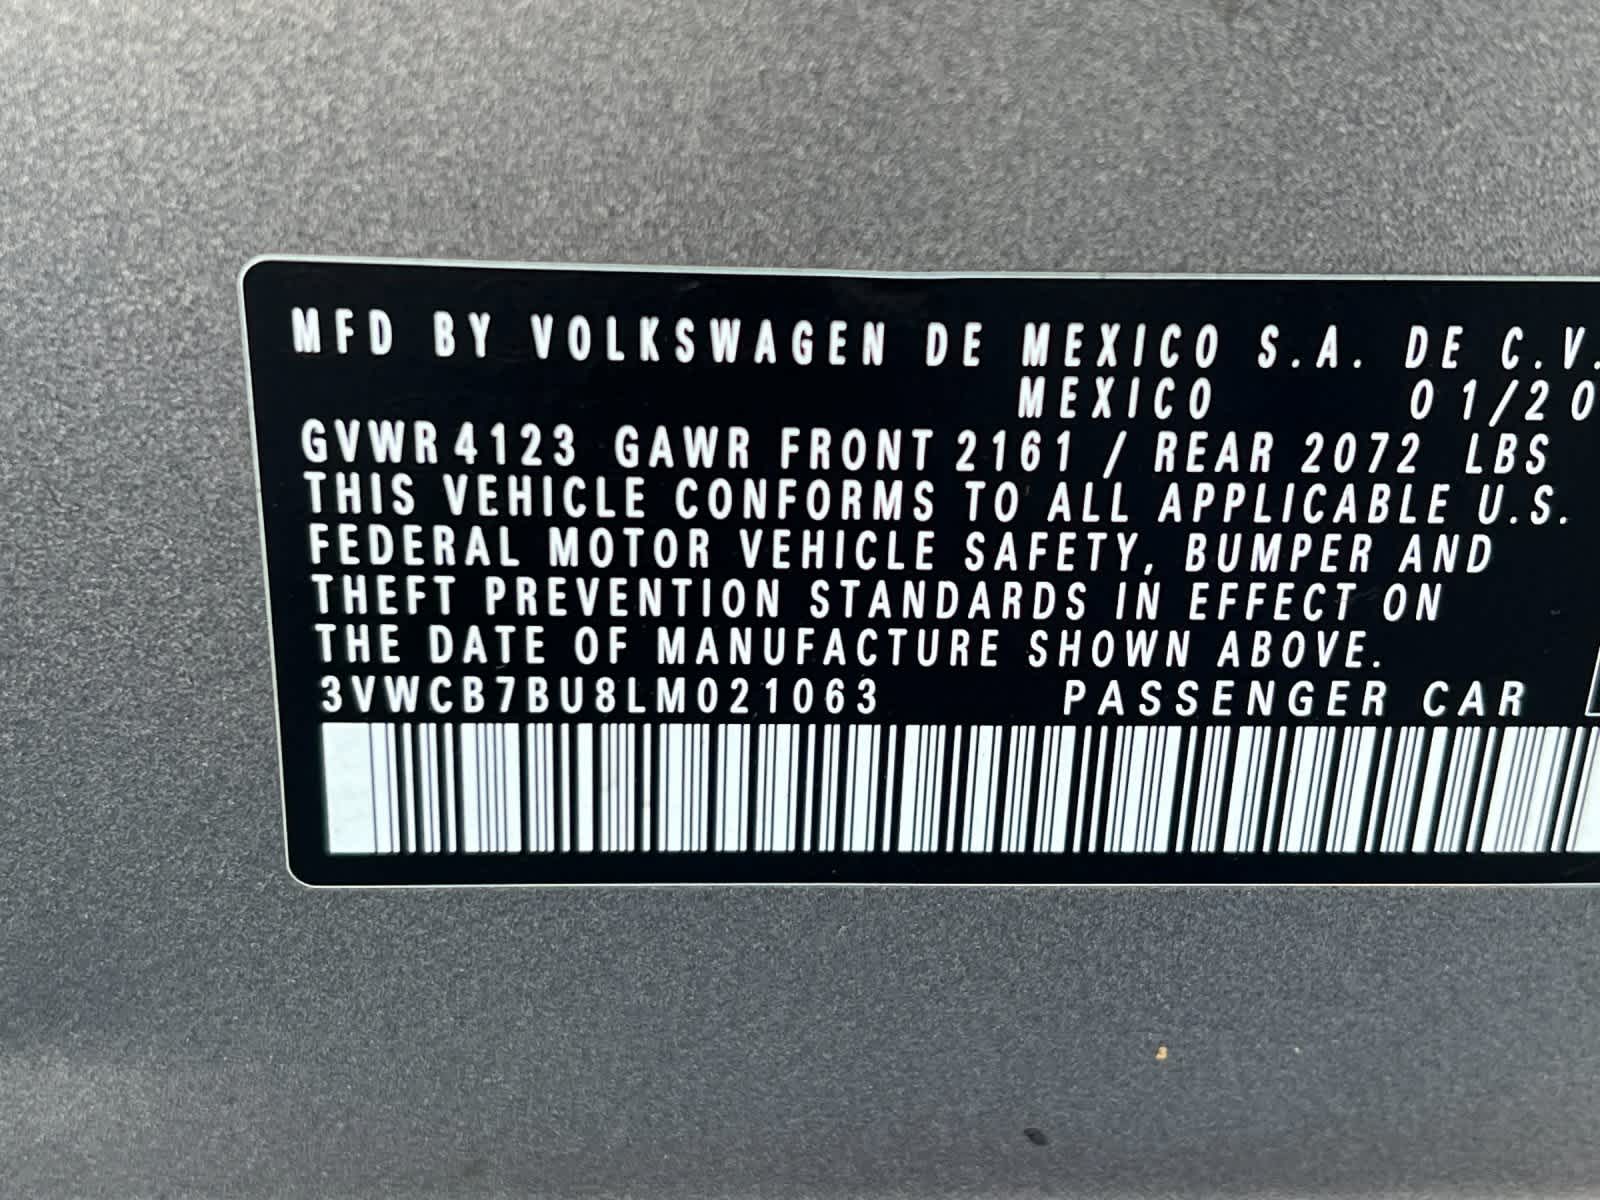 MFD BY VOLKSWAGEN DE MEXICO S.A. DE C.V.
MEXICO 01/20
GVWR 4123 GAWR FRONT 2161 / REAR 2072 LBS
THIS VEHICLE CONFORMS TO ALL APPLICABLE U.S.
FEDERAL MOTOR VEHICLE SAFETY, BUMPER AND
THEFT PREVENTION STANDARDS IN EFFECT ON
THE DATE OF MANUFACTURE SHOWN ABOVE.
3VWCB7BU8LM021063 PASSENGER CAR